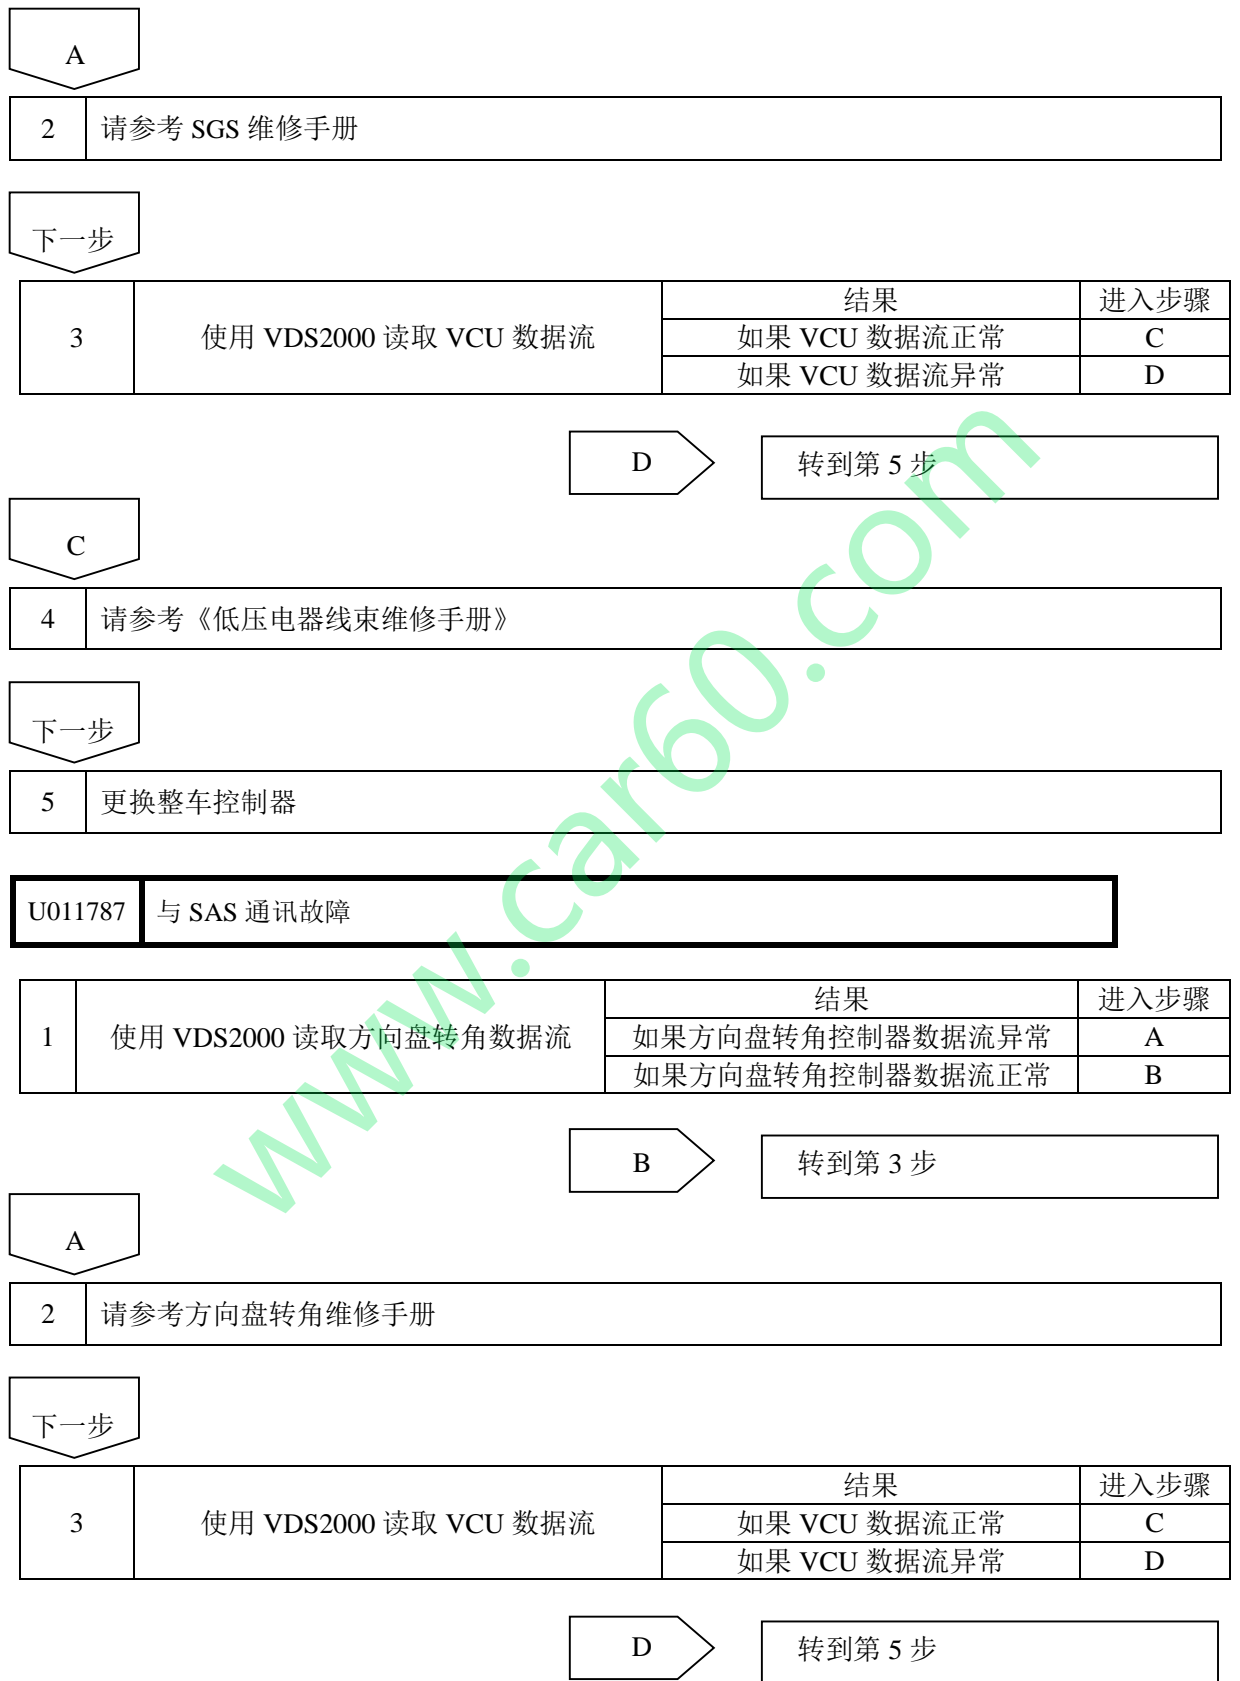 A
2 请参考 SGS 维修手册
下一步
3 使用 VDS2000 读取 VCU 数据流 结果 进入步骤
如果 VCU 数据流正常 C
如果 VCU 数据流异常 D
D 转到第 5 步
C
4 请参考《低压电器线束维修手册》
下一步
5 更换整车控制器
U011787 与 SAS 通讯故障
1 使用 VDS2000 读取方向盘转角数据流 结果 进入步骤
如果方向盘转角控制器数据流异常 A
如果方向盘转角控制器数据流正常 B
B 转到第 3 步
A
2 请参考方向盘转角维修手册
下一步
3 使用 VDS2000 读取 VCU 数据流 结果 进入步骤
如果 VCU 数据流正常 C
如果 VCU 数据流异常 D
D 转到第 5 步
www.car60.com